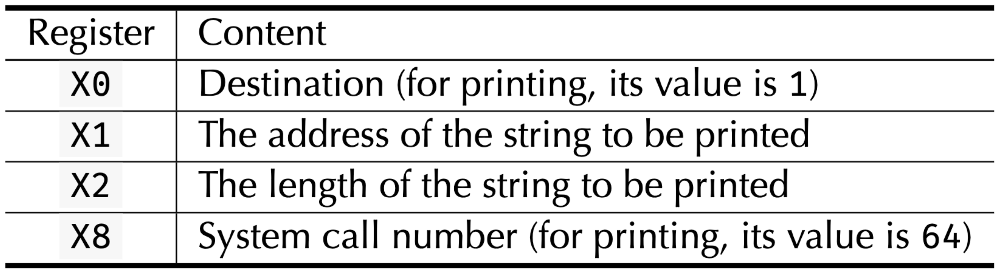 Register Content
X0 Destination (for printing, its value is 1)
X1 The address of the string to be printed
X2 The length of the string to be printed
X8 System call number (for printing, its value is 64)